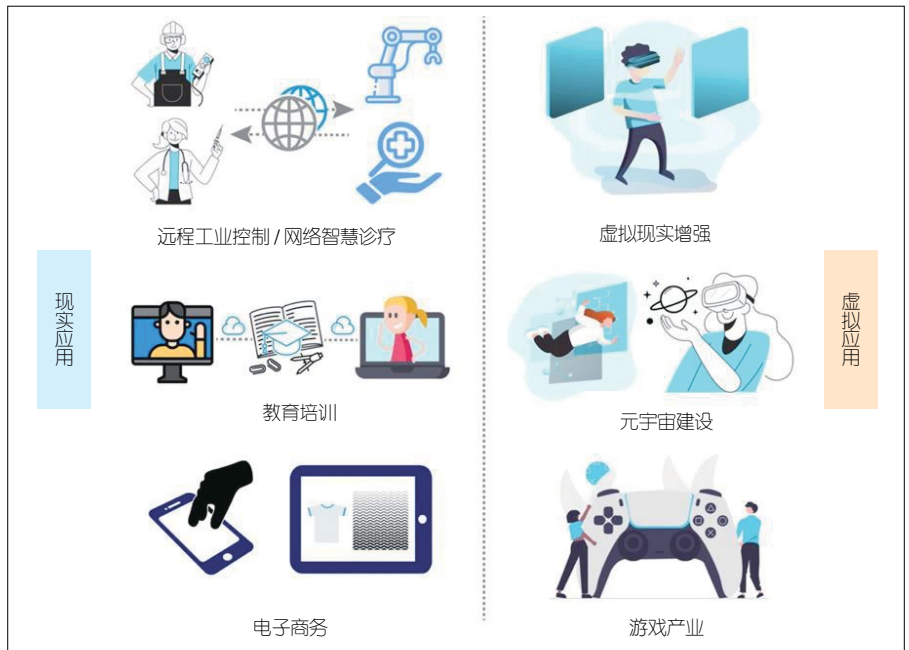 远程工业控制/网络智慧诊疗
虚拟现实增强
现实应用
虚拟应用
教育培训
元宇宙建设
电子商务
游戏产业